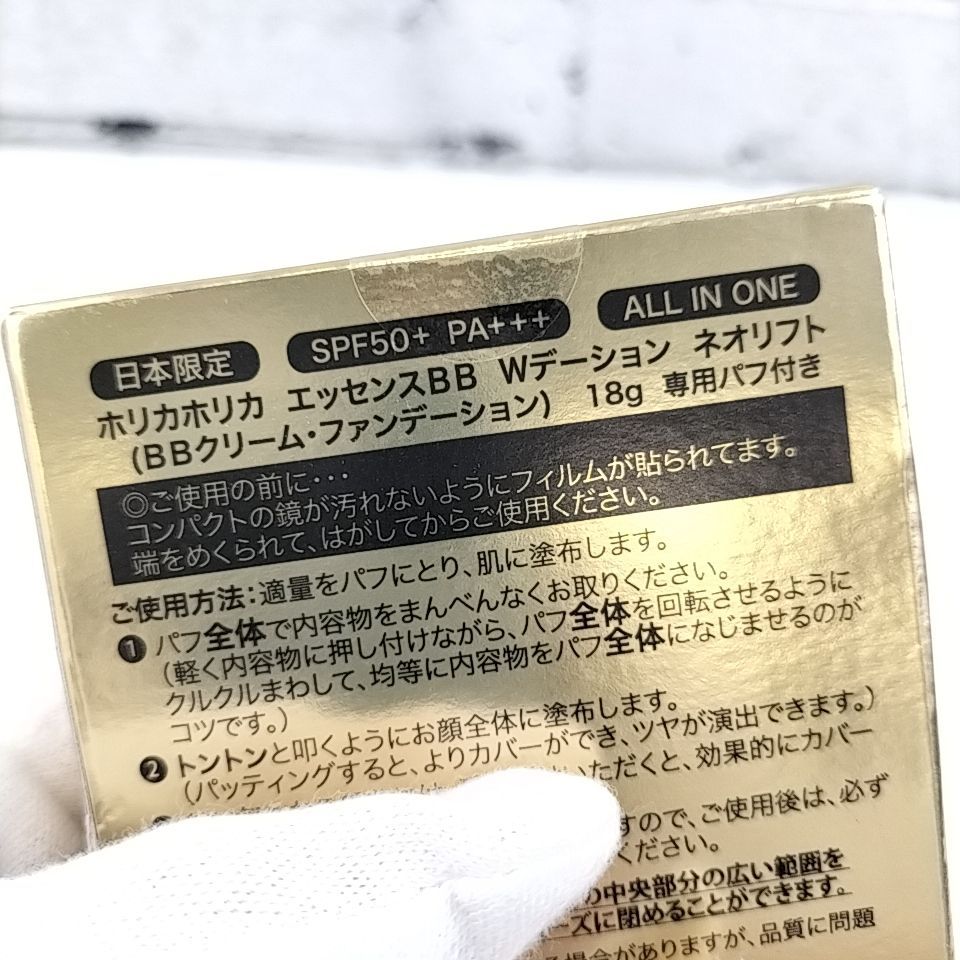 日本限定 SPF50+ PA+++ ALL IN ONE
ホリカホリカ エッセンスBB Wデーション ネオリフト
(BBクリーム・ファンデーション) 18g 専用パフ付き
◎ご使用の前に・・・
コンパクトの鏡が汚れないようにフィルムが貼られてます。
端をめくられて、はがしてからご使用ください。
ご使用方法：適量をパフにとり、肌に塗布します。
❶ パフ全体で内容物をまんべんなくお取りください。
(軽く内容物に押し付けながら、パフ全体を回転させるように
クルクルまわして、均等に内容物をパフ全体になじませるのが
コツです。)
❷ トントンと叩くようにお顔全体に塗布します。
(パッティングすると、よりカバーができ、ツヤが演出できます。)
いただくと、効果的にカバー
すので、ご使用後は、必ず
ください。
の中央部分の広い範囲を
ーズに閉めることができます。
る場合がありますが、品質に問題